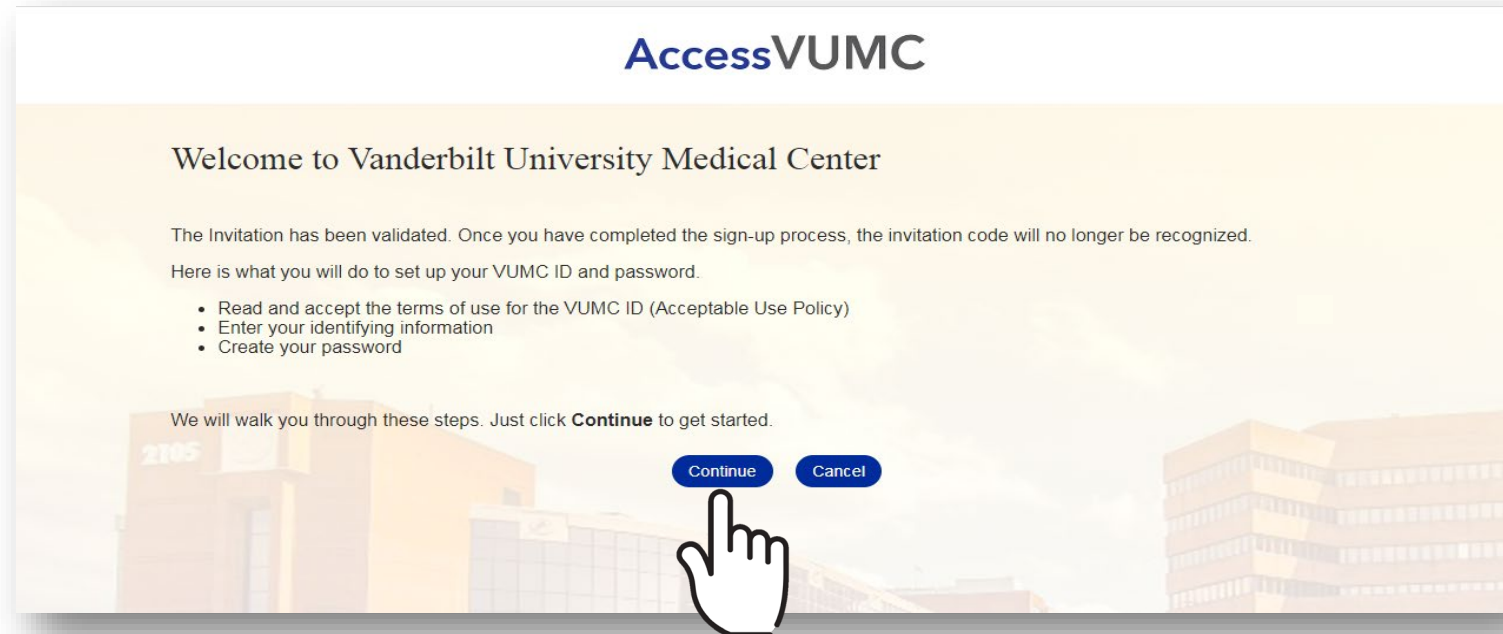 AccessVUMC
Welcome to Vanderbilt University Medical Center
The Invitation has been validated. Once you have completed the sign-up process, the invitation code will no longer be recognized.
Here is what you will do to set up your VUMC ID and password.
• Read and accept the terms of use for the VUMC ID (Acceptable Use Policy)
• Enter your identifying information
• Create your password
We will walk you through these steps. Just click Continue to get started.
2705
Continue Cancel